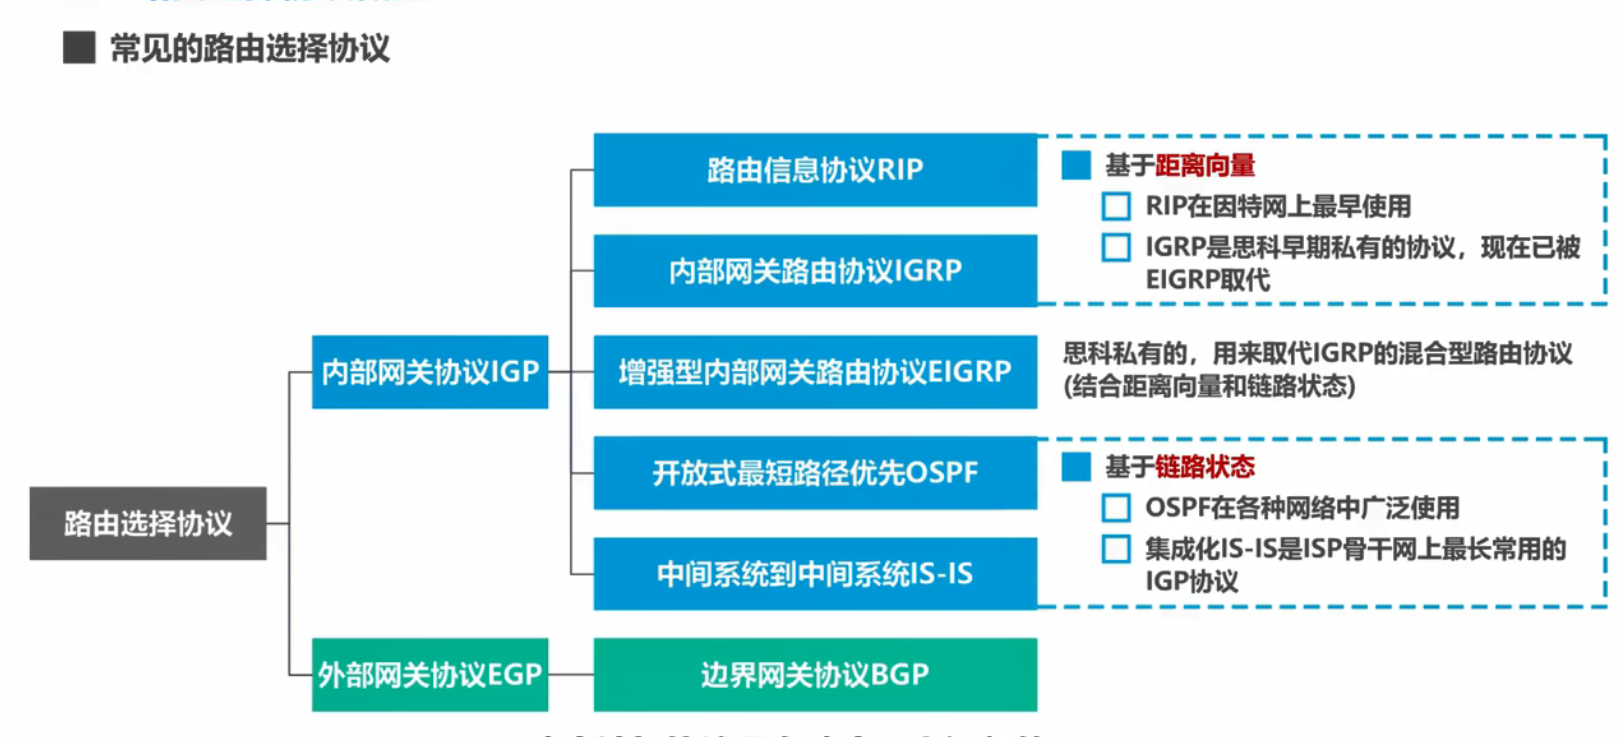 常见的路由选择协议
路由信息协议RIP
基于距离向量
RIP在因特网上最早使用
内部网关路由协议IGRP
IGRP是思科早期私有的协议，现在已被
EIGRP取代
内部网关协议IGP
增强型内部网关路由协议EIGRP
思科私有的，用来取代IGRP的混合型路由协议
(结合距离向量和链路状态)
开放式最短路径优先OSPF
基于链路状态
OSPF在各种网络中广泛使用
路由选择协议
中间系统到中间系统IS-IS
集成化IS-IS是ISP骨干网上最长常用的
IGP协议
外部网关协议EGP
边界网关协议BGP